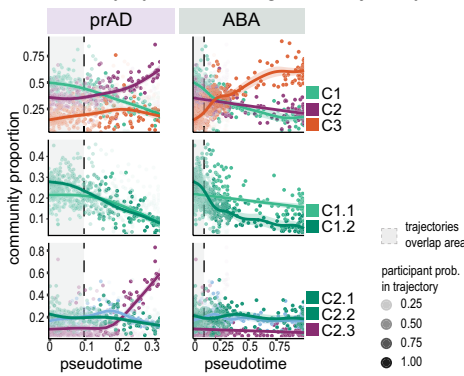 prAD ABA
community proportion
0.75
0.50
0.25
C1
C2
C3
0.4
0.3
0.2
0.1
C1.1
C1.2
0.8
0.6
0.4
0.2
C2.1
C2.2
C2.3
0 0.1 0.2 0.3 0 0.25 0.50 0.75
pseudotime pseudotime
trajectories
overlap area
participant prob.
in trajectory
0.25
0.50
0.75
1.00